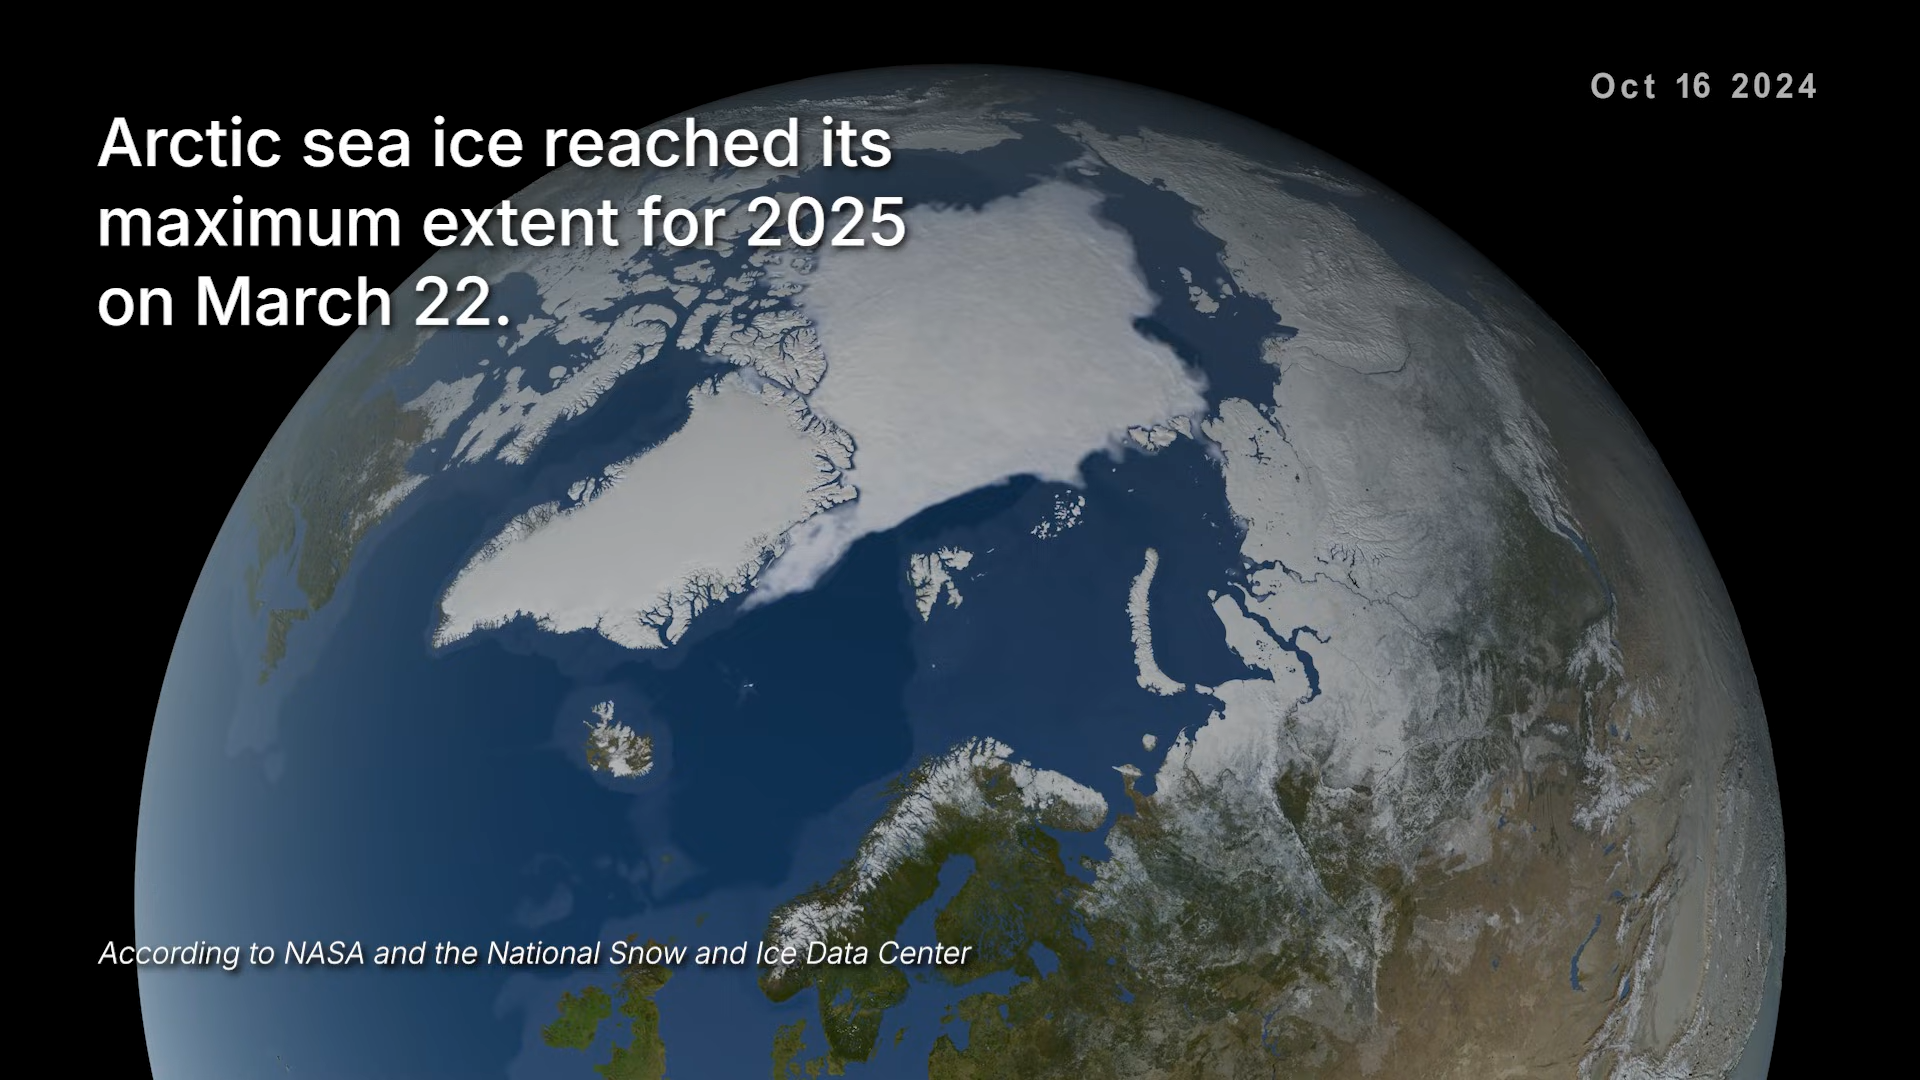 Oct 16 2024
Arctic sea ice reached its
maximum extent for 2025
on March 22.
According to NASA and the National Snow and Ice Data Center